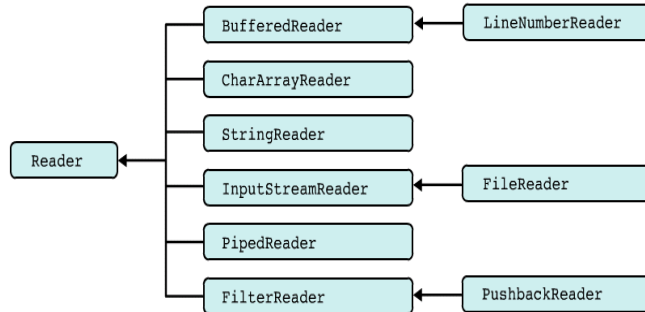 BufferedReader
LineNumberReader
CharArrayReader
StringReader
Reader
InputStreamReader
FileReader
PipedReader
FilterReader
PushbackReader